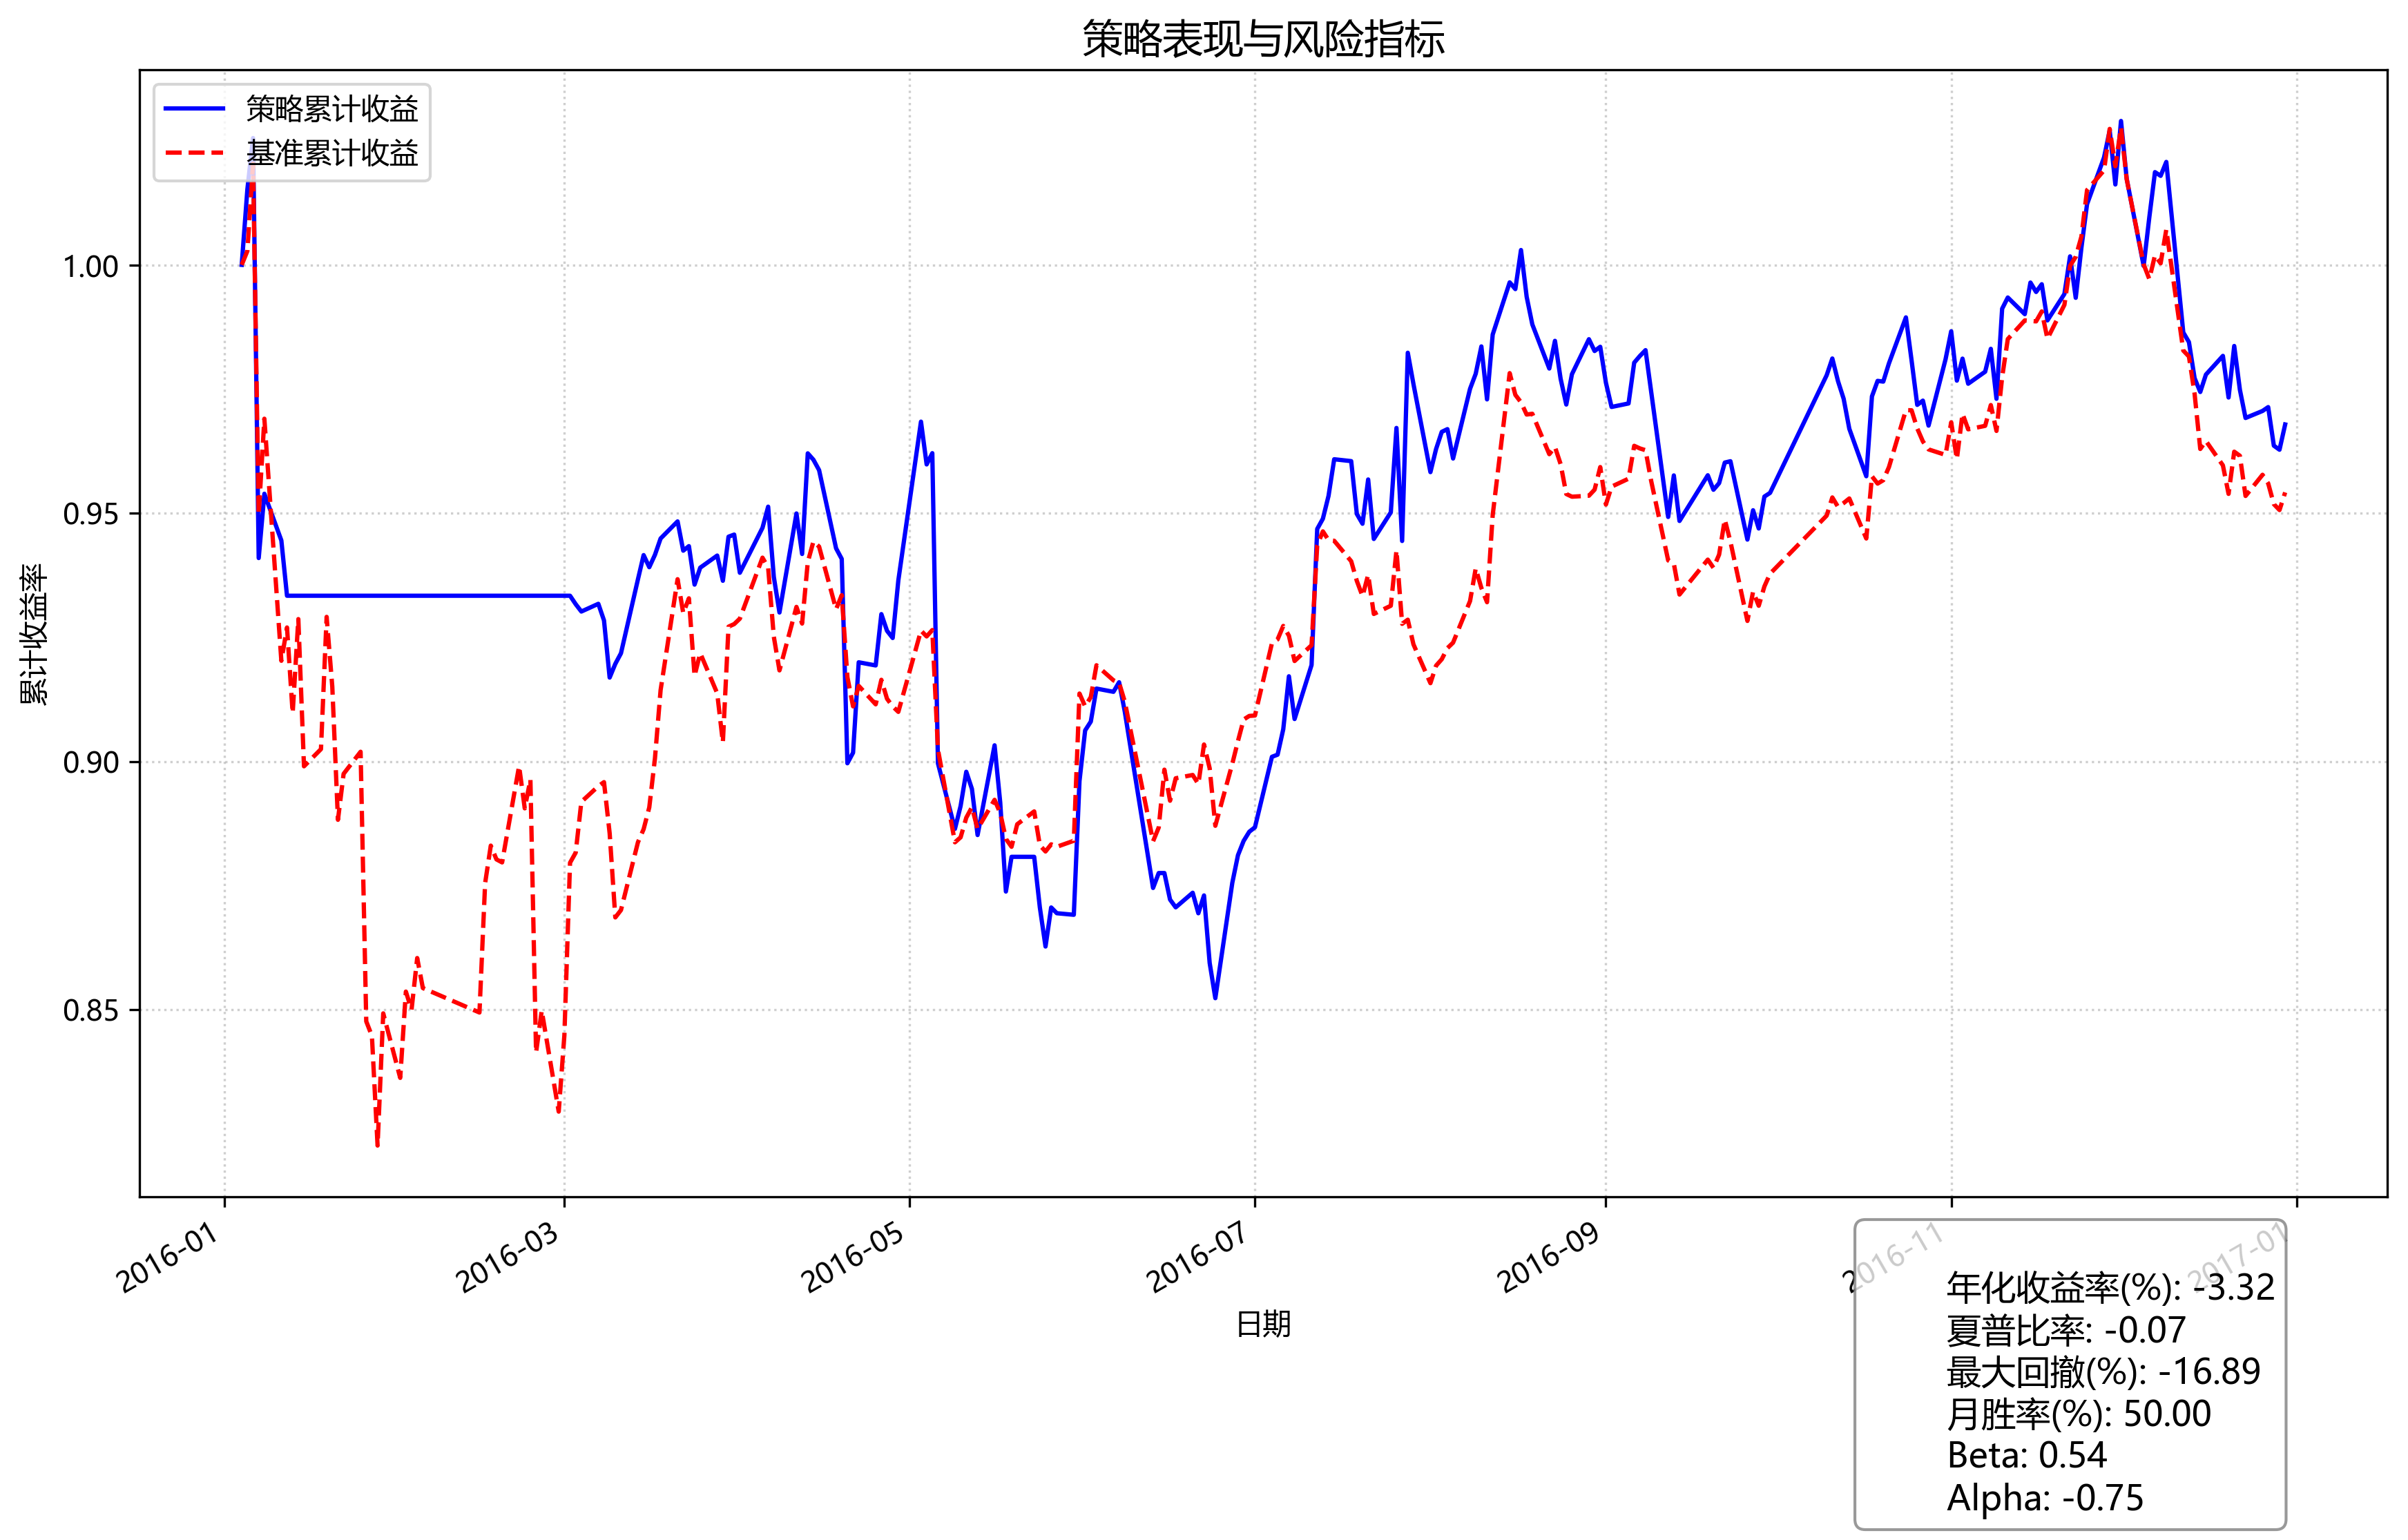 策略表现与风险指标
策略累计收益
基准累计收益
累计收益率
1.00
0.95
0.90
0.85
2016-01
2016-03
2016-05
2016-07
2016-09
2016-11
2017-01
日期
年化收益率(%): -3.32
夏普比率: -0.07
最大回撤(%): -16.89
月胜率(%): 50.00
Beta: 0.54
Alpha: -0.75